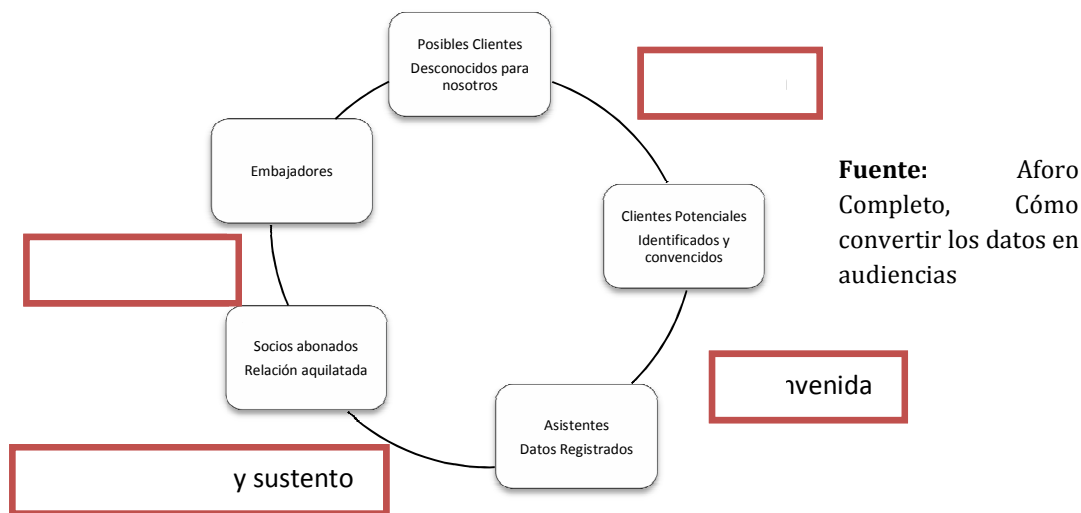 Posibles Clientes
Desconocidos para
nosotros
Embajadores
Clientes Potenciales
Identificados y
convencidos
Fuente: Aforo
Completo, Cómo
convertir los datos en
audiencias
Socios abonados
Relación aquilatada
Asistentes
Datos Registrados
y sustento